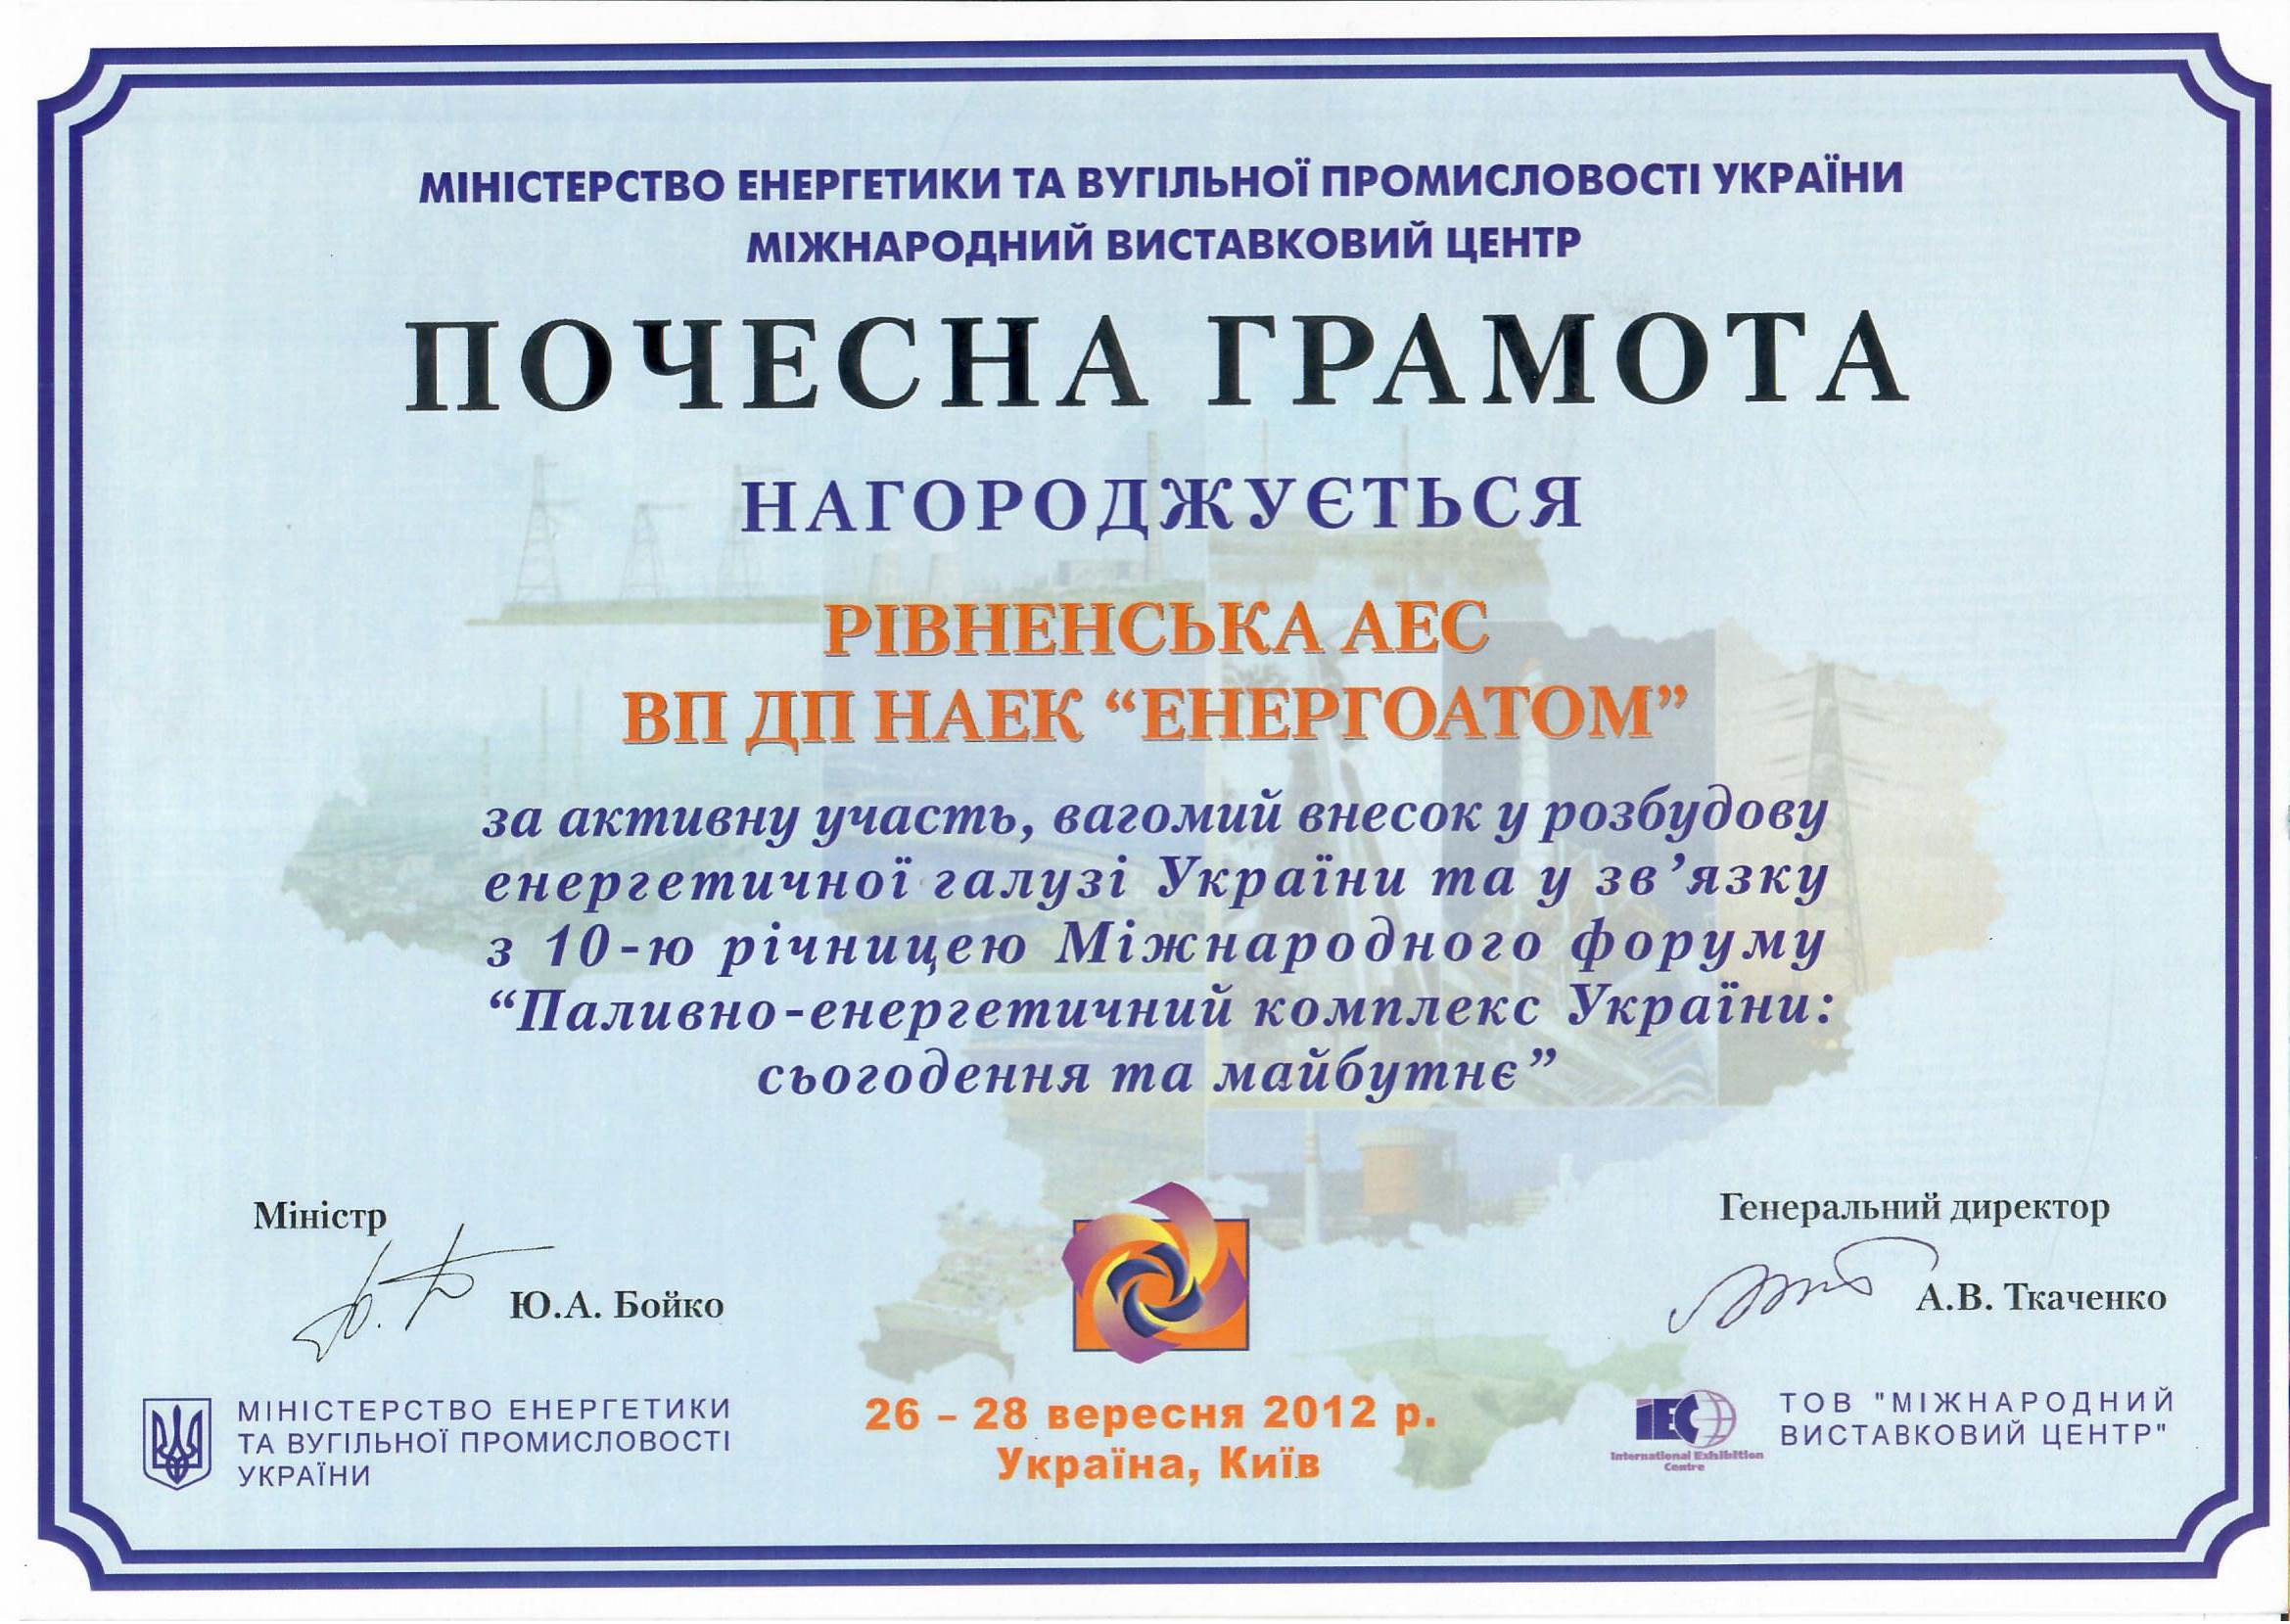 МІНІСТЕРСТВО ЕНЕРГЕТИКИ ТА ВУГІЛЬНОЇ ПРОМИСЛОВОСТІ УКРАЇНИ
МІЖНАРОДНИЙ ВИСТАВКОВИЙ ЦЕНТР
ПОЧЕСНА ГРАМОТА
НАГОРОДЖУЄТЬСЯ
РІВНЕНСЬКА АЕС
ВП ДП НАЕК “ЕНЕРГОАТОМ”
за активну участь, вагомий внесок у розбудову
енергетичної галузі України та у зв’язку
з 10-ю річницею Міжнародного форуму
“Паливно-енергетичний комплекс України:
сьогодення та майбутнє”
Міністр
Ю.А. Бойко
МІНІСТЕРСТВО ЕНЕРГЕТИКИ
ТА ВУГІЛЬНОЇ ПРОМИСЛОВОСТІ
УКРАЇНИ
26 – 28 вересня 2012 р.
Україна, Київ
Генеральний директор
А.В. Ткаченко
IEC
International Exhibition
Centre
ТОВ "МІЖНАРОДНИЙ
ВИСТАВКОВИЙ ЦЕНТР"